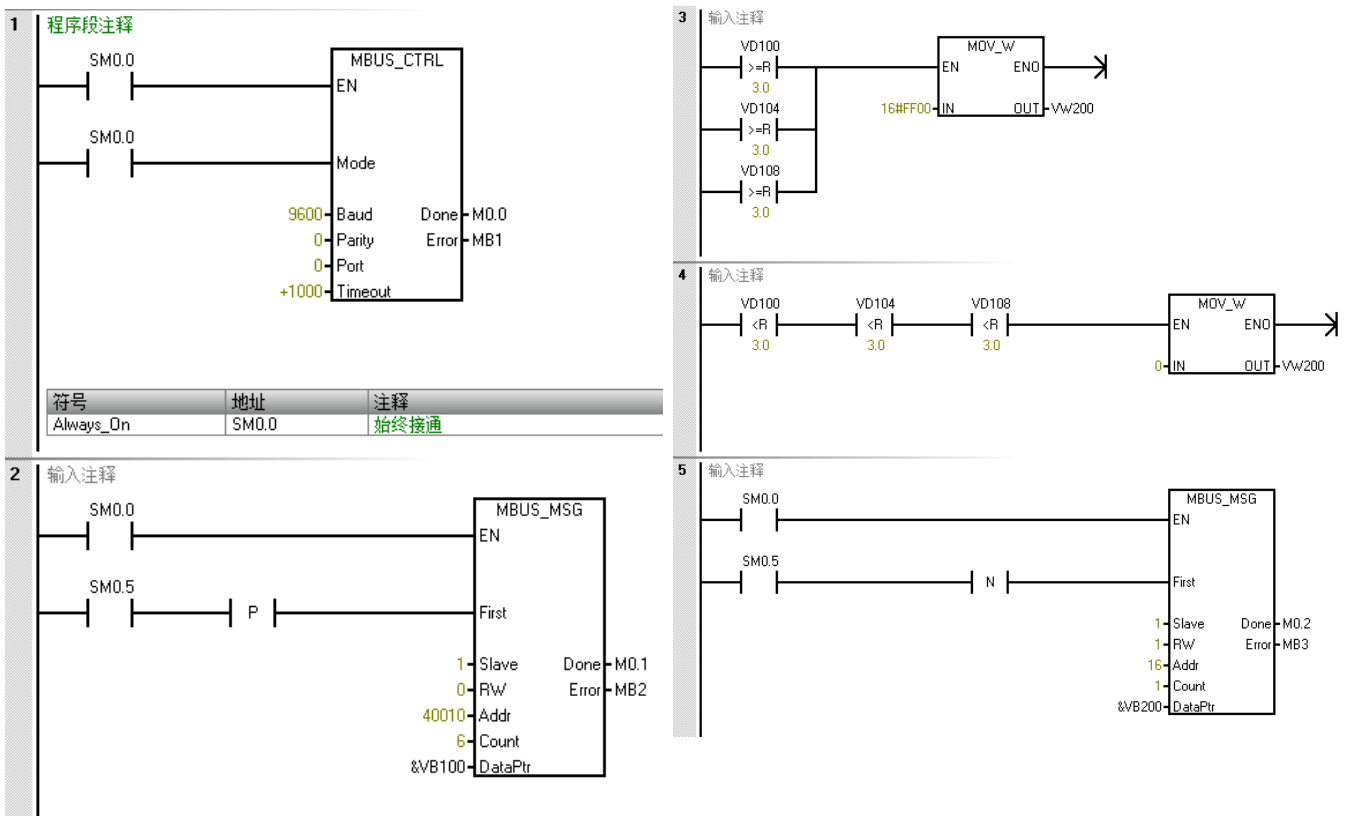 1 程序段注释
SM0.0 MBUS_CTRL
EN
SM0.0
Mode
9600 Baud Done M0.0
0 Parity Error MB1
0 Port
+1000 Timeout
符号 地址 注释
Always_On SM0.0 始终接通
2 输入注释
SM0.0 MBUS_MSG
EN
SM0.5
P First
1 Slave Done M0.1
0 RW Error MB2
40010 Addr
6 Count
&VB100 DataPtr
3 输入注释
VD100 MOV_W
>=R EN ENO
3.0
VD104 16#FF00 IN OUT VW200
>=R
3.0
VD108
>=R
3.0
4 输入注释
VD100 VD104 VD108 MOV_W
<R <R <R EN ENO
3.0 3.0 3.0
0 IN OUT VW200
5 输入注释
SM0.0 MBUS_MSG
EN
SM0.5
N First
1 Slave Done M0.2
1 RW Error MB3
16 Addr
1 Count
&VB200 DataPtr